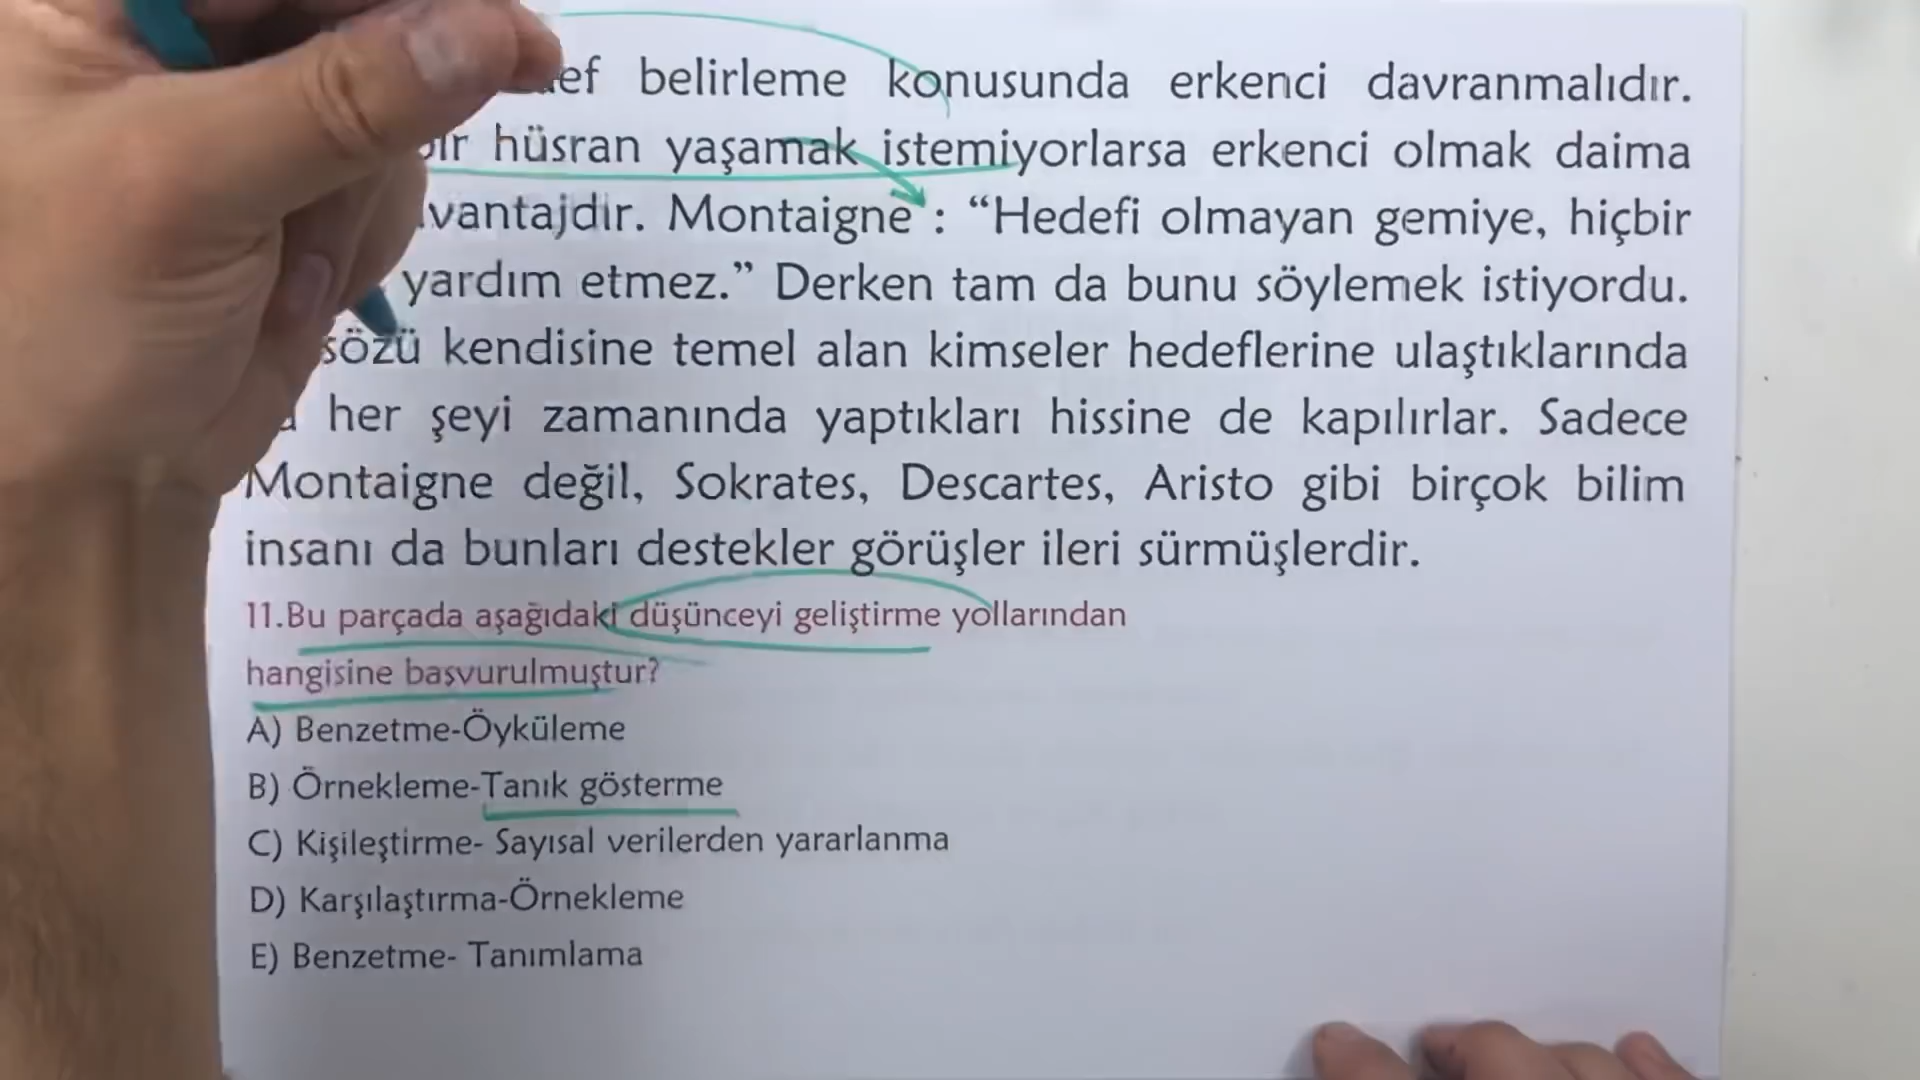 belirleme konusunda erkenci davranmalıdır.
hüsran yaşamak istemiyorlarsa erkenci olmak daima
Montaigne : “Hedefi olmayan gemiye, hiçbir
yardım etmez.” Derken tam da bunu söylemek istiyordu.
sözü kendisine temel alan kimseler hedeflerine ulaştıklarında
her şeyi zamanında yaptıkları hissine de kapılırlar. Sadece
Montaigne değil, Sokrates, Descartes, Aristo gibi birçok bilim
insanı da bunları destekler görüşler ileri sürmüşlerdir.
11.Bu parçada aşağıdaki düşünceyi geliştirme yollarından
hangisine başvurulmuştur?
A) Benzetme-Öyküleme
B) Örnekleme-Tanık gösterme
C) Kişileştirme- Sayısal verilerden yararlanma
D) Karşılaştırma-Örnekleme
E) Benzetme- Tanımlama